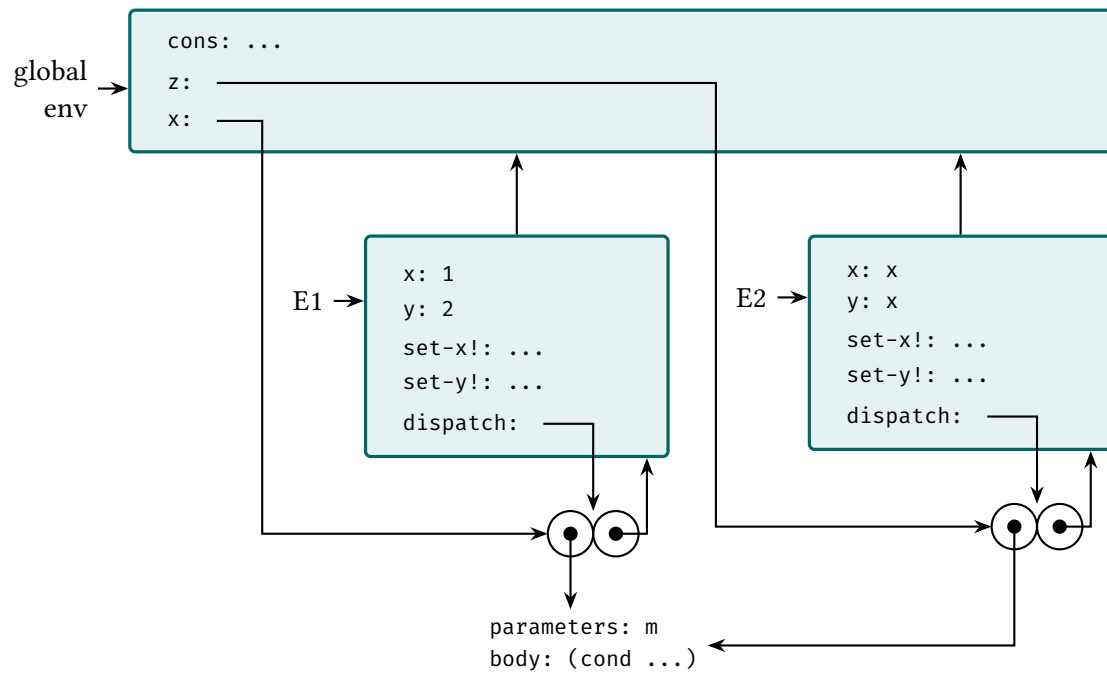 cons: ...
global
env
z:
x:
E1
x: 1
y: 2
set-x!: ...
set-y!: ...
dispatch:
E2
x: x
y: x
set-x!: ...
set-y!: ...
dispatch:
parameters: m
body: (cond ...)